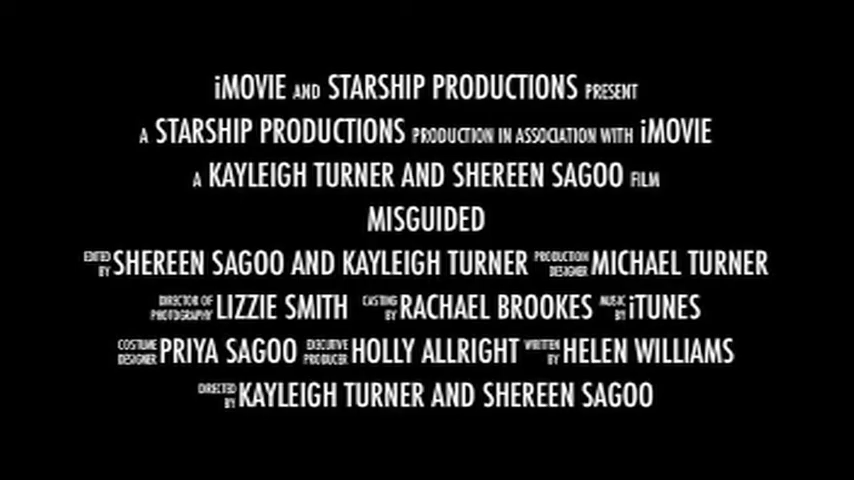 iMOVIE AND STARSHIP PRODUCTIONS PRESENT
A STARSHIP PRODUCTIONS PRODUCTION IN ASSOCIATION WITH iMOVIE
A KAYLEIGH TURNER AND SHEREEN SAGOO FILM
MISGUIDED
EDITED BY SHEREEN SAGOO AND KAYLEIGH TURNER PRODUCTION DESIGNER MICHAEL TURNER
DIRECTOR OF PHOTOGRAPHY LIZZIE SMITH CASTING BY RACHAEL BROOKES MUSIC BY iTUNES
COSTUME DESIGNER PRIYA SAGOO EXECUTIVE PRODUCER HOLLY ALLRIGHT WRITTEN BY HELEN WILLIAMS
DIRECTED BY KAYLEIGH TURNER AND SHEREEN SAGOO